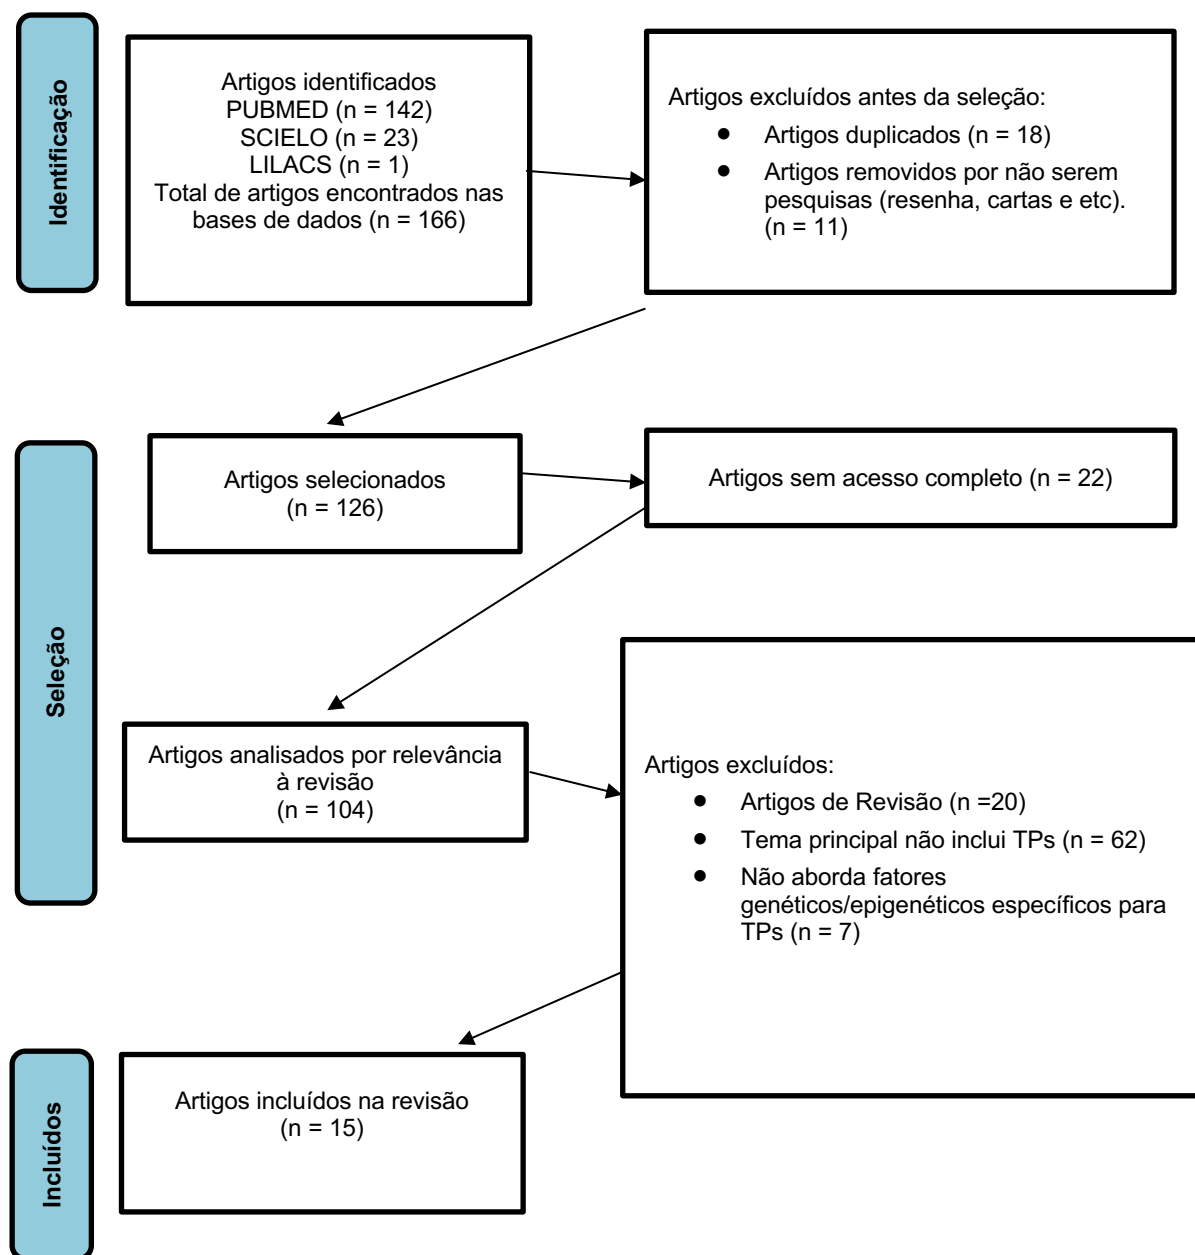 Identificação
Artigos identificados
PUBMED (n = 142)
SCIELO (n = 23)
LILACS (n = 1)
Total de artigos encontrados nas
bases de dados (n = 166)
Artigos excluídos antes da seleção:
● Artigos duplicados (n = 18)
● Artigos removidos por não serem
pesquisas (resenha, cartas e etc).
(n = 11)
Seleção
Artigos selecionados
(n = 126)
Artigos sem acesso completo (n = 22)
Artigos analisados por relevância
à revisão
(n = 104)
Artigos excluídos:
● Artigos de Revisão (n =20)
● Tema principal não inclui TPs (n = 62)
● Não aborda fatores
genéticos/epigenéticos específicos para
TPs (n = 7)
Incluídos
Artigos incluídos na revisão
(n = 15)